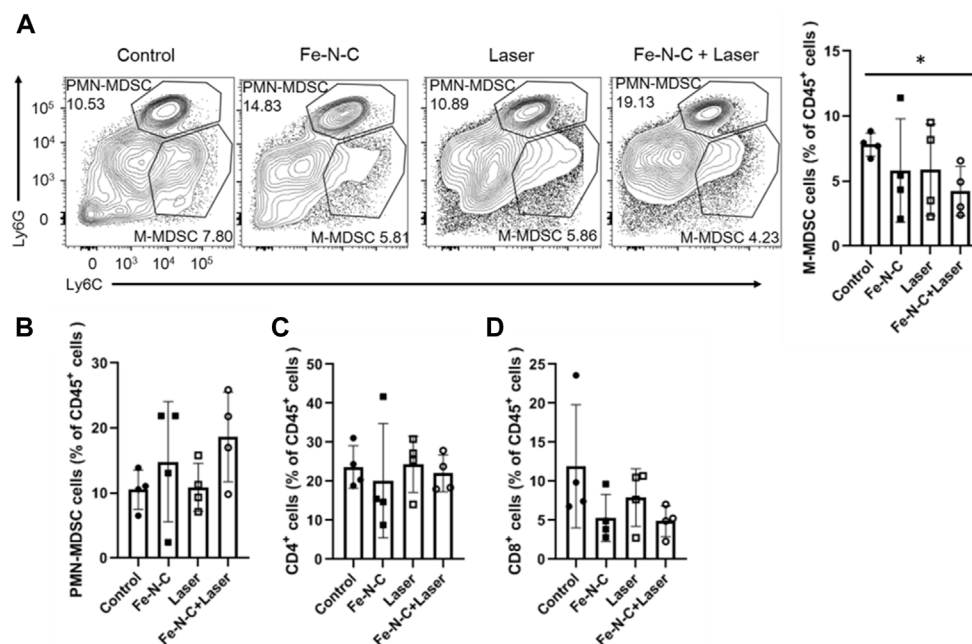 A
Control
Fe-N-C
Laser
Fe-N-C + Laser
PMN-MDSC
10.53
M-MDSC 7.80
PMN-MDSC
14.83
M-MDSC 5.81
PMN-MDSC
10.89
M-MDSC 5.86
PMN-MDSC
19.13
M-MDSC 4.23
10⁵
10⁴
10³
0
Ly6G
0 10³ 10⁴ 10⁵
Ly6C
M-MDSC cells (% of CD45⁺ cells )
15
10
5
0
*
Control
Fe-N-C
Laser
Fe-N-C+Laser
B
PMN-MDSC cells (% of CD45⁺ cells )
30
20
10
0
Control
Fe-N-C
Laser
Fe-N-C+Laser
C
CD4⁺ cells (% of CD45⁺ cells )
50
40
30
20
10
0
Control
Fe-N-C
Laser
Fe-N-C+Laser
D
CD8⁺ cells (% of CD45⁺ cells )
25
20
15
10
5
0
Control
Fe-N-C
Laser
Fe-N-C+Laser